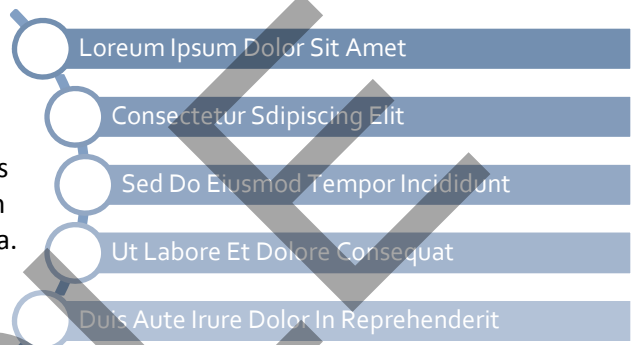 Loreum Ipsum Dolor Sit Amet
Consectetur Sdipiscing Elit
Sed Do Eiusmod Tempor Incididunt
Ut Labore Et Dolore Consequat
Duis Aute Irure Dolor In Reprehenderit